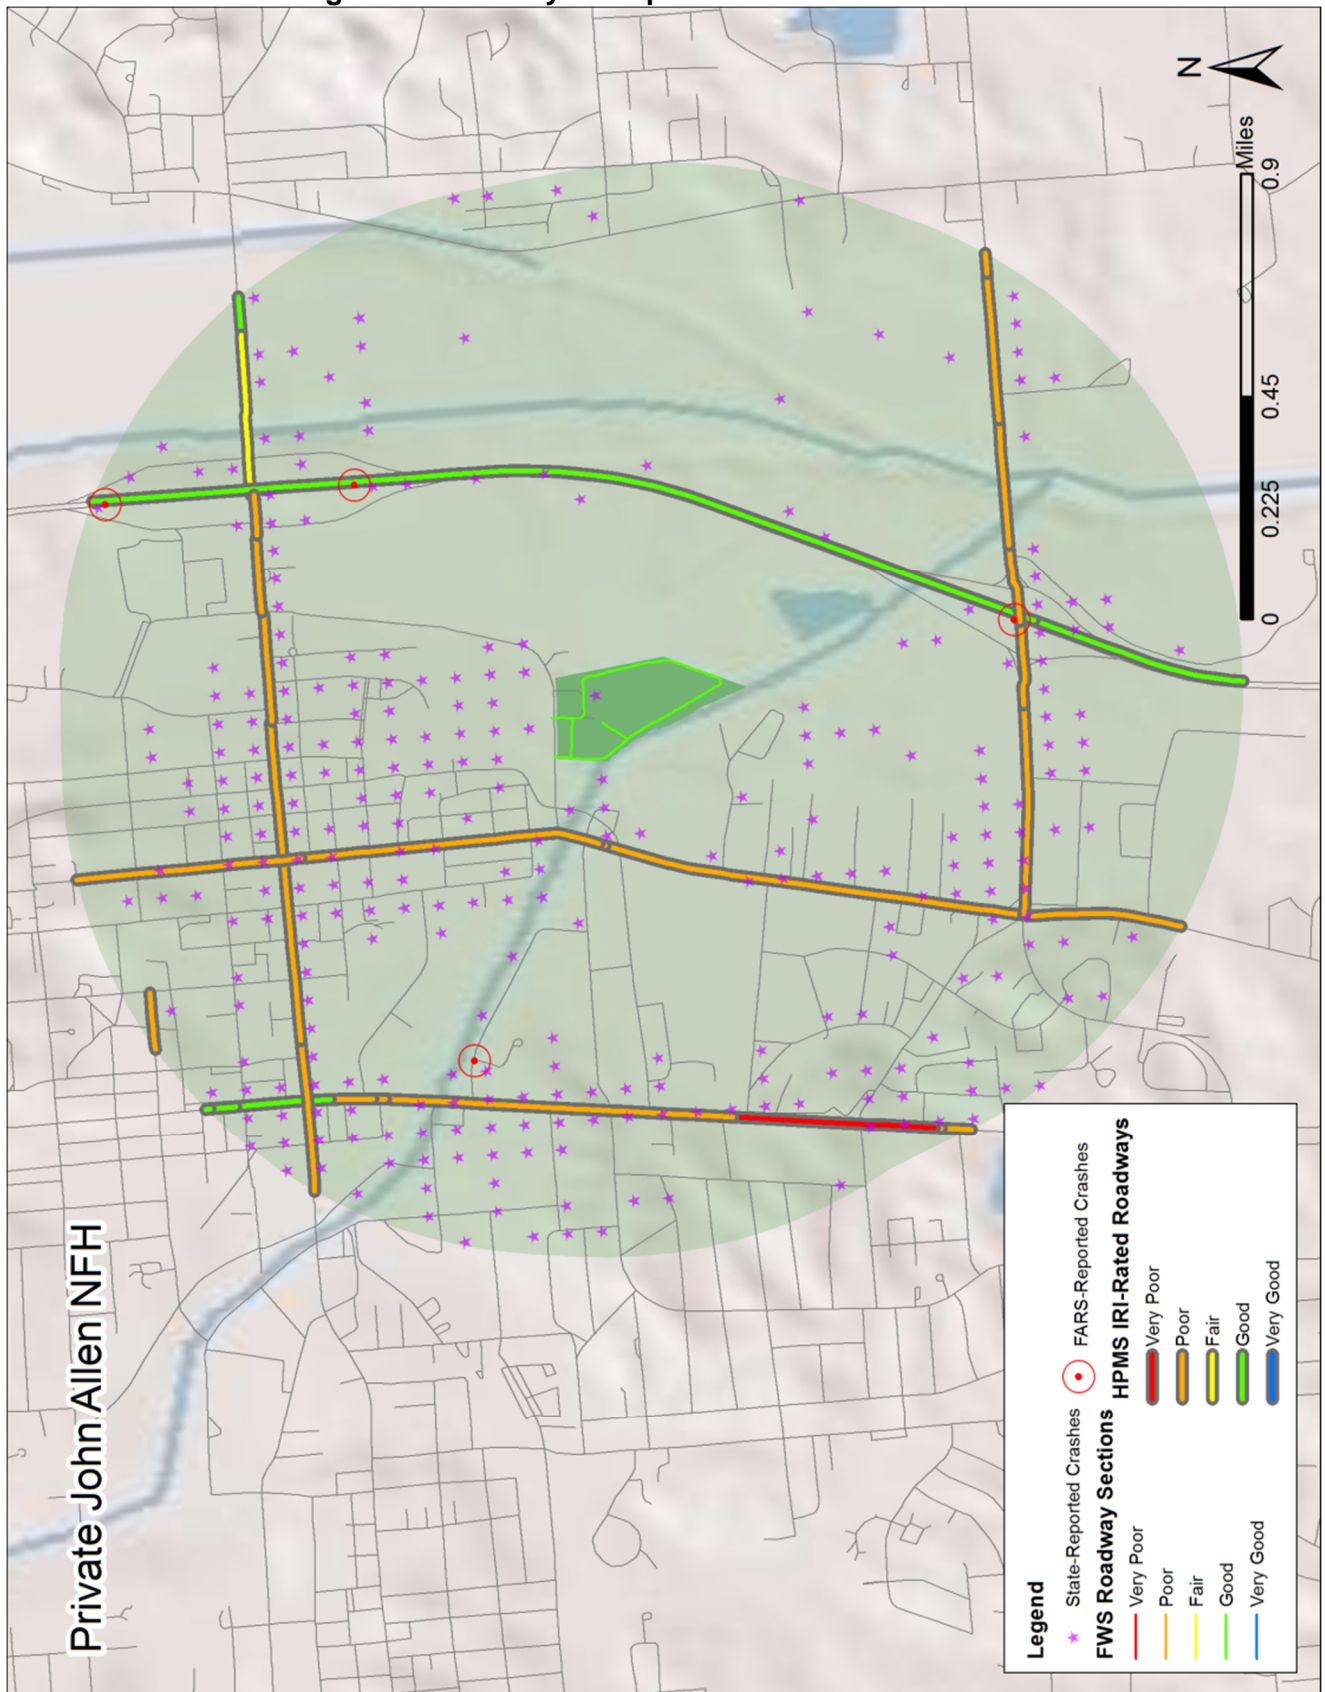 Private John Allen NFH
N
0 0.225 0.45 0.9
Miles
Legend
State-Reported Crashes
FARS-Reported Crashes
FWS Roadway Sections
Very Poor
Poor
Fair
Good
Very Good
HPMS IRI-Rated Roadways
Very Poor
Poor
Fair
Good
Very Good